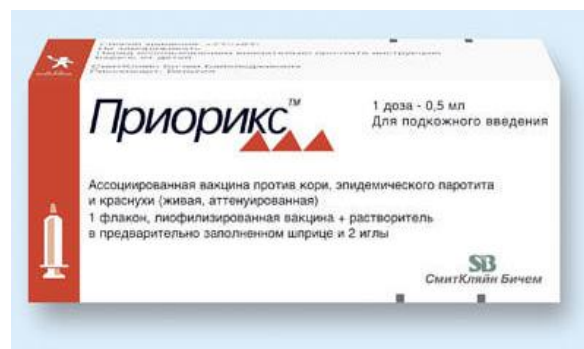 Приорикс™
1 доза - 0,5 мл
Для подкожного введения
Ассоциированная вакцина против кори, эпидемического паротита
и краснухи (живая, аттенуированная)
1 флакон, лиофилизированная вакцина + растворитель
в предварительно заполненном шприце и 2 иглы
SB
СмитКляйн Бичем